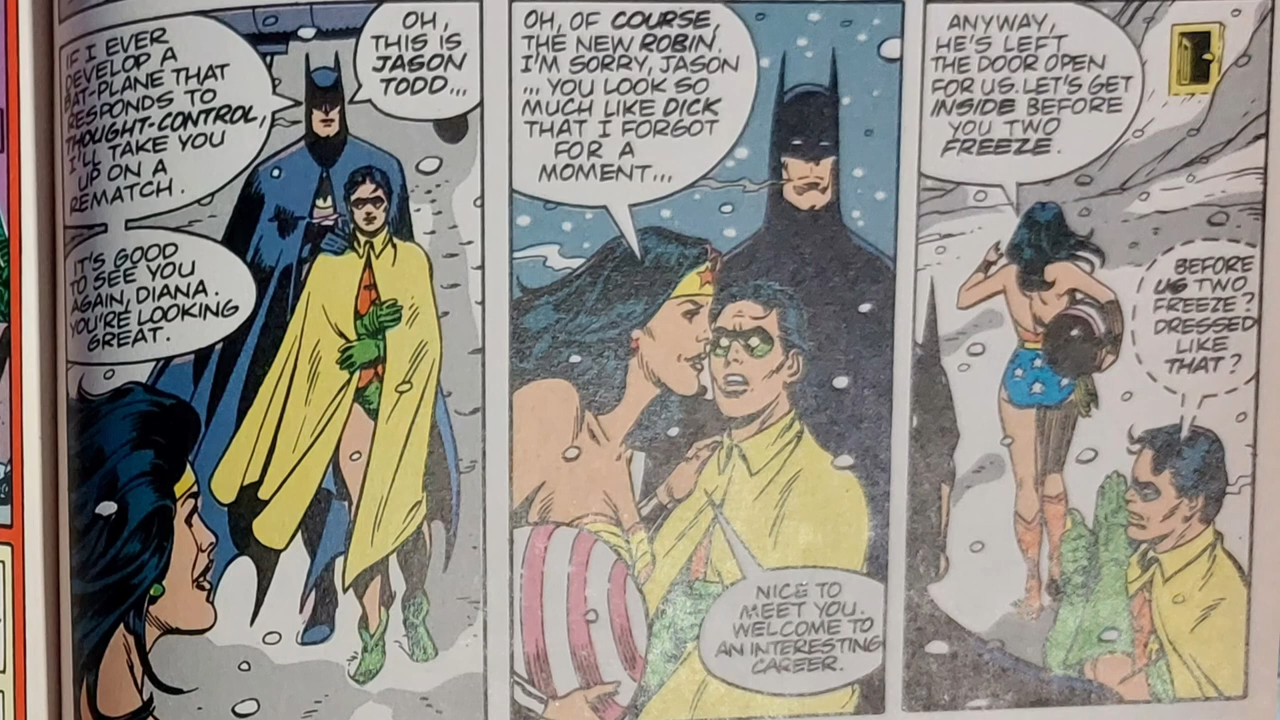 IF I EVER
DEVELOP A
BAT-PLANE THAT
RESPONDS TO
THOUGHT-CONTROL,
I'LL TAKE YOU
UP ON A
REMATCH.
IT'S GOOD
TO SEE YOU
AGAIN, DIANA.
YOU'RE LOOKING
GREAT.
OH,
THIS IS
JASON
TODD...
OH, OF COURSE,
THE NEW ROBIN.
I'M SORRY, JASON
... YOU LOOK SO
MUCH LIKE DICK
THAT I FORGOT
FOR A
MOMENT...
NICE TO
MEET YOU.
WELCOME TO
AN INTERESTING
CAREER.
ANYWAY,
HE'S LEFT
THE DOOR OPEN
FOR US. LET'S GET
INSIDE BEFORE
YOU TWO
FREEZE.
BEFORE
US TWO
FREEZE?
DRESSED
LIKE
THAT?